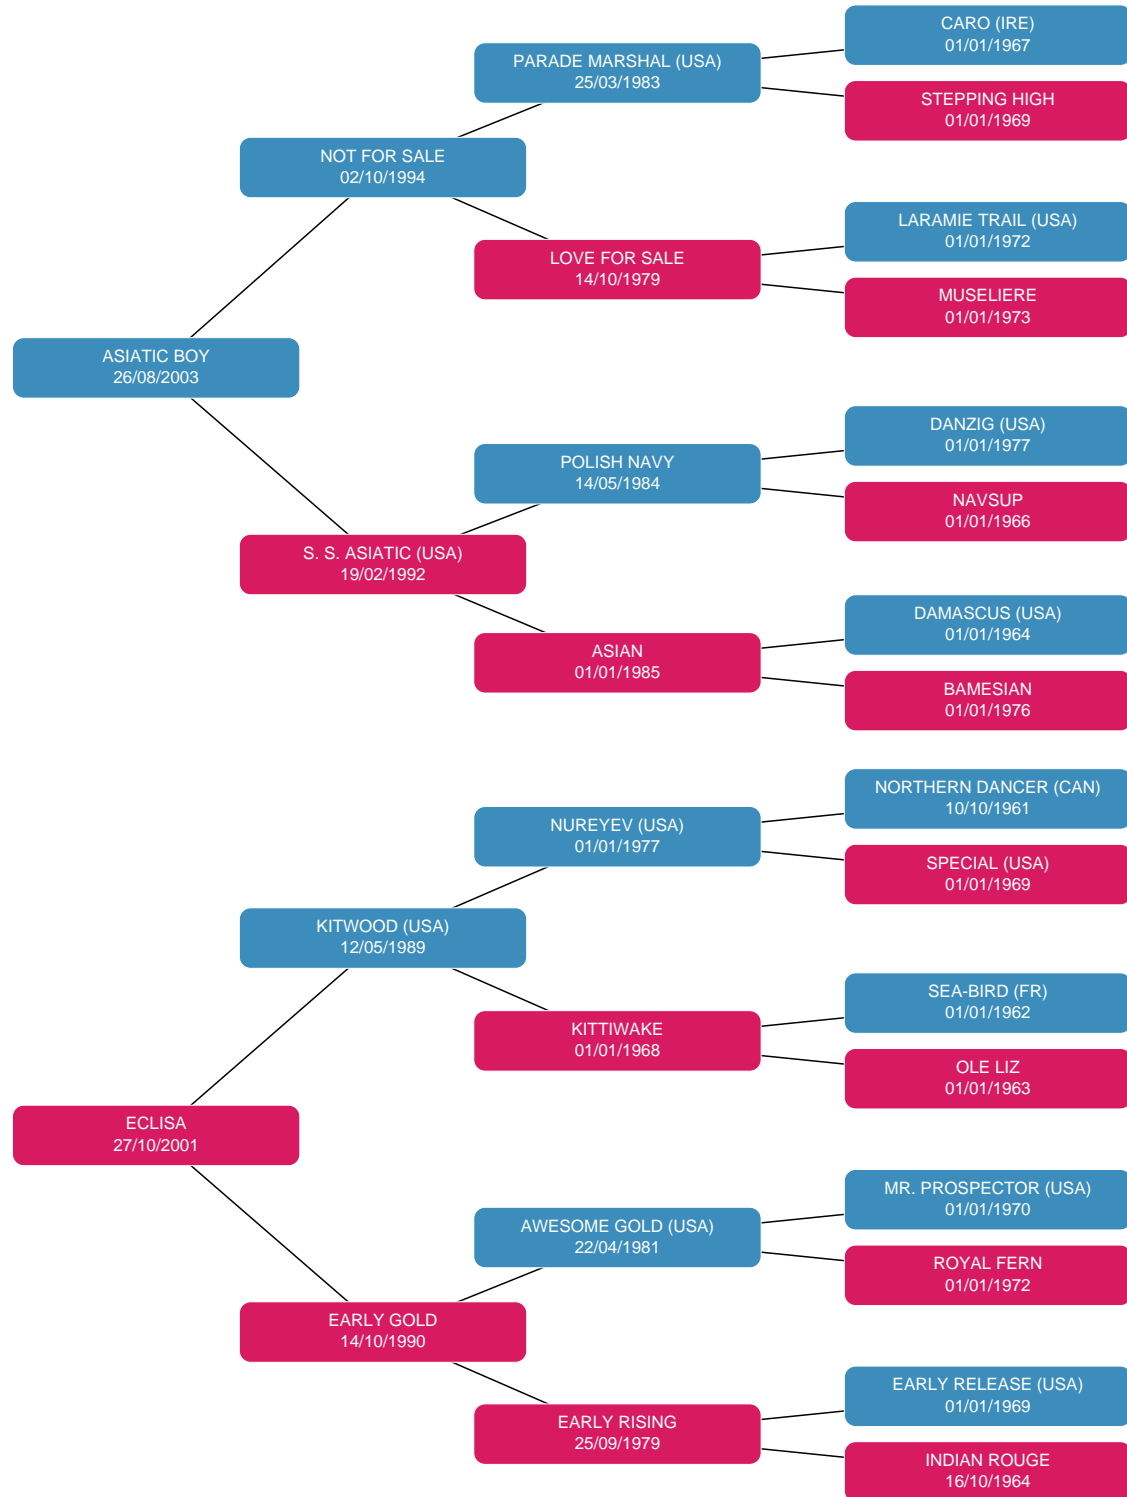 CARO (IRE)
01/01/1967
PARADE MARSHAL (USA)
25/03/1983
STEPPING HIGH
01/01/1969
NOT FOR SALE
02/10/1994
LARAMIE TRAIL (USA)
01/01/1972
LOVE FOR SALE
14/10/1979
MUSELIERE
01/01/1973
ASIATIC BOY
26/08/2003
DANZIG (USA)
01/01/1977
POLISH NAVY
14/05/1984
NAVSUP
01/01/1966
S. S. ASIATIC (USA)
19/02/1992
DAMASCUS (USA)
01/01/1964
ASIAN
01/01/1985
BAMESIAN
01/01/1976
NORTHERN DANCER (CAN)
10/10/1961
NUREYEV (USA)
01/01/1977
SPECIAL (USA)
01/01/1969
KITWOOD (USA)
12/05/1989
SEA-BIRD (FR)
01/01/1962
KITTIWAKE
01/01/1968
OLE LIZ
01/01/1963
ECLISA
27/10/2001
MR. PROSPECTOR (USA)
01/01/1970
AWESOME GOLD (USA)
22/04/1981
ROYAL FERN
01/01/1972
EARLY GOLD
14/10/1990
EARLY RELEASE (USA)
01/01/1969
EARLY RISING
25/09/1979
INDIAN ROUGE
16/10/1964